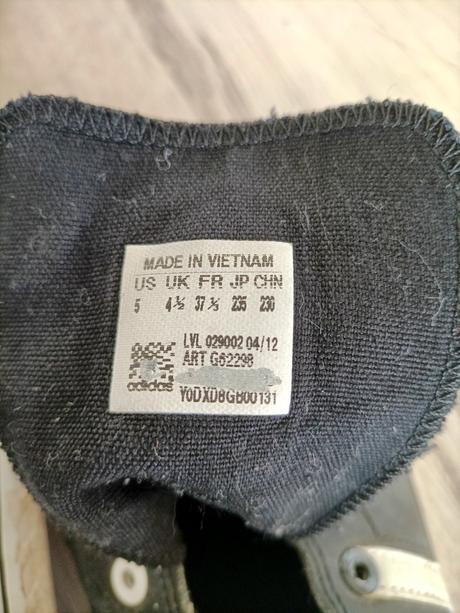 MADE IN VIETNAM
US UK FR JP CHN
5 4½ 37⅓ 235 230
LVL 029002 04/12
ART G62298
adidas
Y0DXD8GB00131